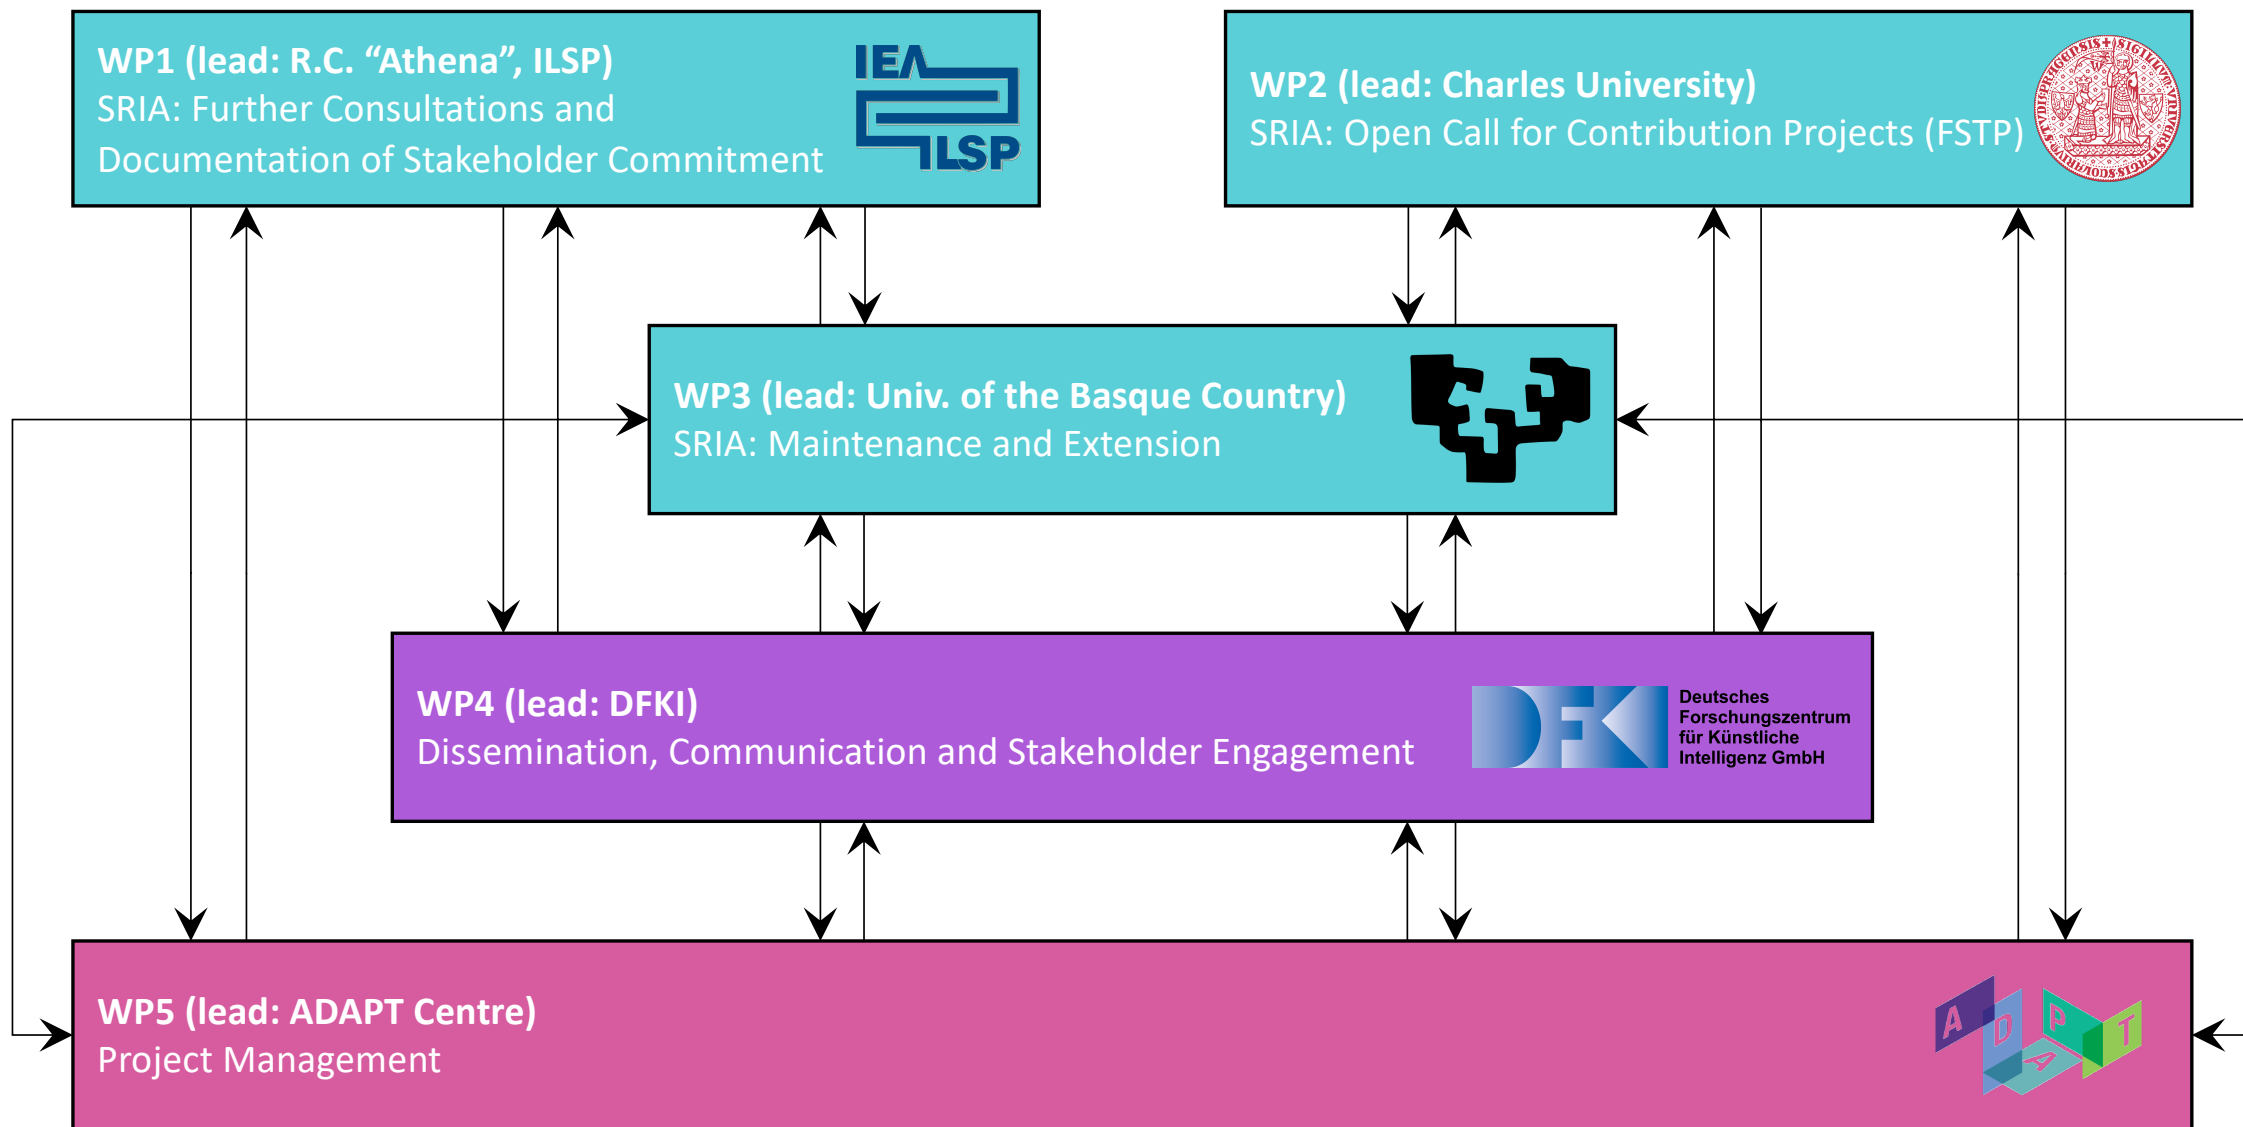 WP1 (lead: R.C. “Athena”, ILSP)
SRIA: Further Consultations and
Documentation of Stakeholder Commitment
ΙΕΛ
ILSP
WP2 (lead: Charles University)
SRIA: Open Call for Contribution Projects (FSTP)
WP3 (lead: Univ. of the Basque Country)
SRIA: Maintenance and Extension
WP4 (lead: DFKI)
Dissemination, Communication and Stakeholder Engagement
DFK
Deutsches
Forschungszentrum
für Künstliche
Intelligenz GmbH
WP5 (lead: ADAPT Centre)
Project Management
ADAPT